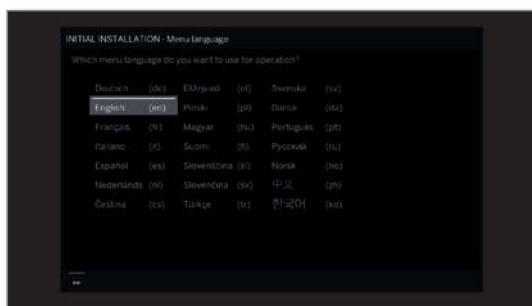 INITIAL INSTALLATION - Menu language
Which menu language do you want to use for operation?
Deutsch (de) Ελληνικά (el) Svenska (sv)
English (en) Polski (pl) Dansk (da)
Français (fr) Magyar (hu) Português (pt)
Italiano (it) Suomi (fi) Русский (ru)
Español (es) Slovenščina (sl) Norsk (no)
Nederlands (nl) Slovenčina (sk) 中文 (zh)
Čeština (cs) Türkçe (tr) 한국어 (ko)